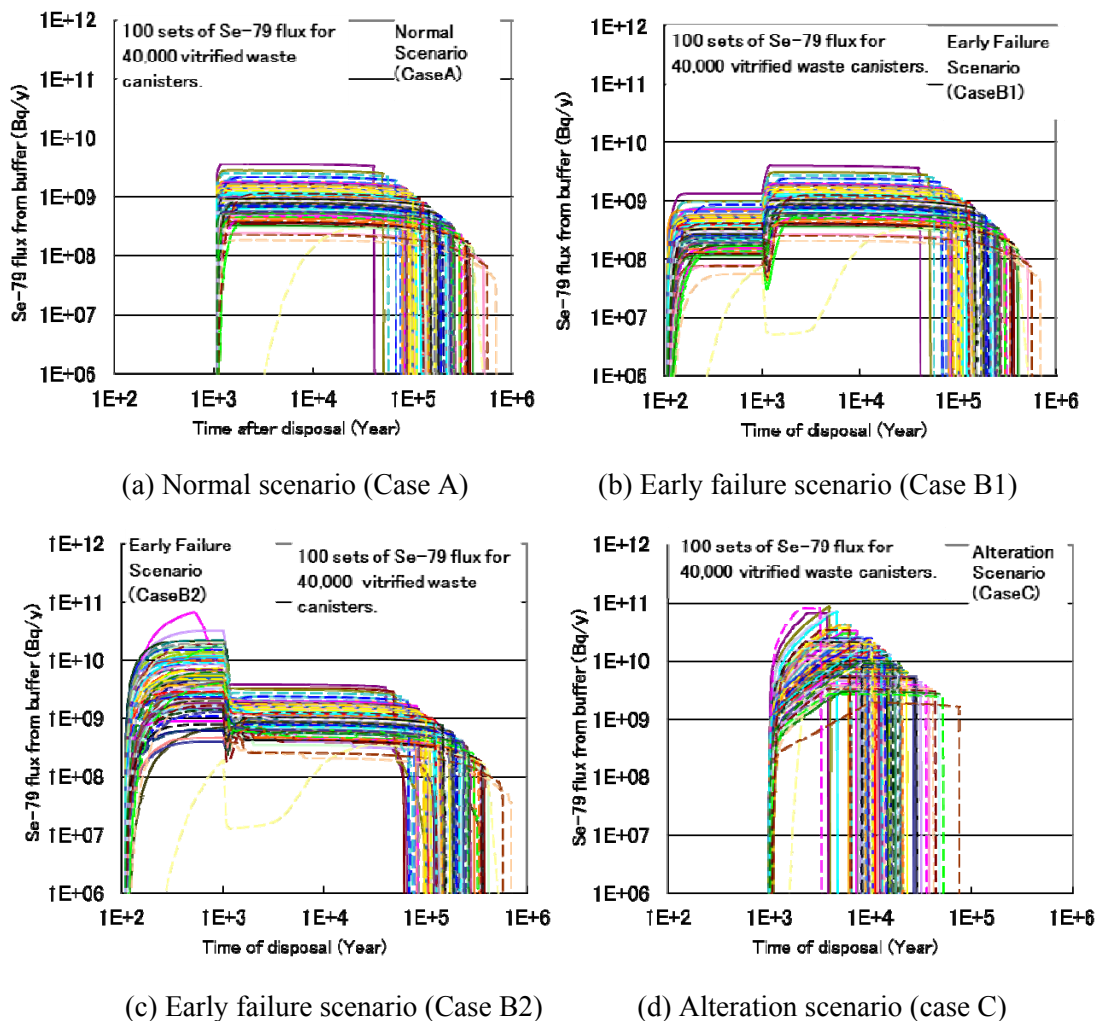 1E+12
1E+11
1E+10
1E+09
1E+08
1E+07
1E+06
Se-79 flux from buffer (Bq/y)
100 sets of Se-79 flux for
40,000 vitrified waste
canisters.
Normal
Scenario
(CaseA)
1E+2 1E+3 1E+4 1E+5 1E+6
Time after disposal (Year)
(a) Normal scenario (Case A)
1E+12
1E+11
1E+10
1E+09
1E+08
1E+07
1E+06
Se-79 flux from buffer (Bq/y)
100 sets of Se-79 flux for
40,000 vitrified waste canisters.
Early Failure
Scenario
(CaseB1)
1E+2 1E+3 1E+4 1E+5 1E+6
Time of disposal (Year)
(b) Early failure scenario (Case B1)
1E+12
1E+11
1E+10
1E+09
1E+08
1E+07
1E+06
Se-79 flux from buffer (Bq/y)
Early Failure
Scenario
(CaseB2)
100 sets of Se-79 flux for
40,000 vitrified waste
canisters.
1E+2 1E+3 1E+4 1E+5 1E+6
Time of disposal (Year)
(c) Early failure scenario (Case B2)
1E+12
1E+11
1E+10
1E+09
1E+08
1E+07
1E+06
Se-79 flux from buffer (Bq/y)
100 sets of Se-79 flux for
40,000 vitrified waste canisters.
Alteration
Scenario
(CaseC)
1E+2 1E+3 1E+4 1E+5 1E+6
Time of disposal (Year)
(d) Alteration scenario (case C)